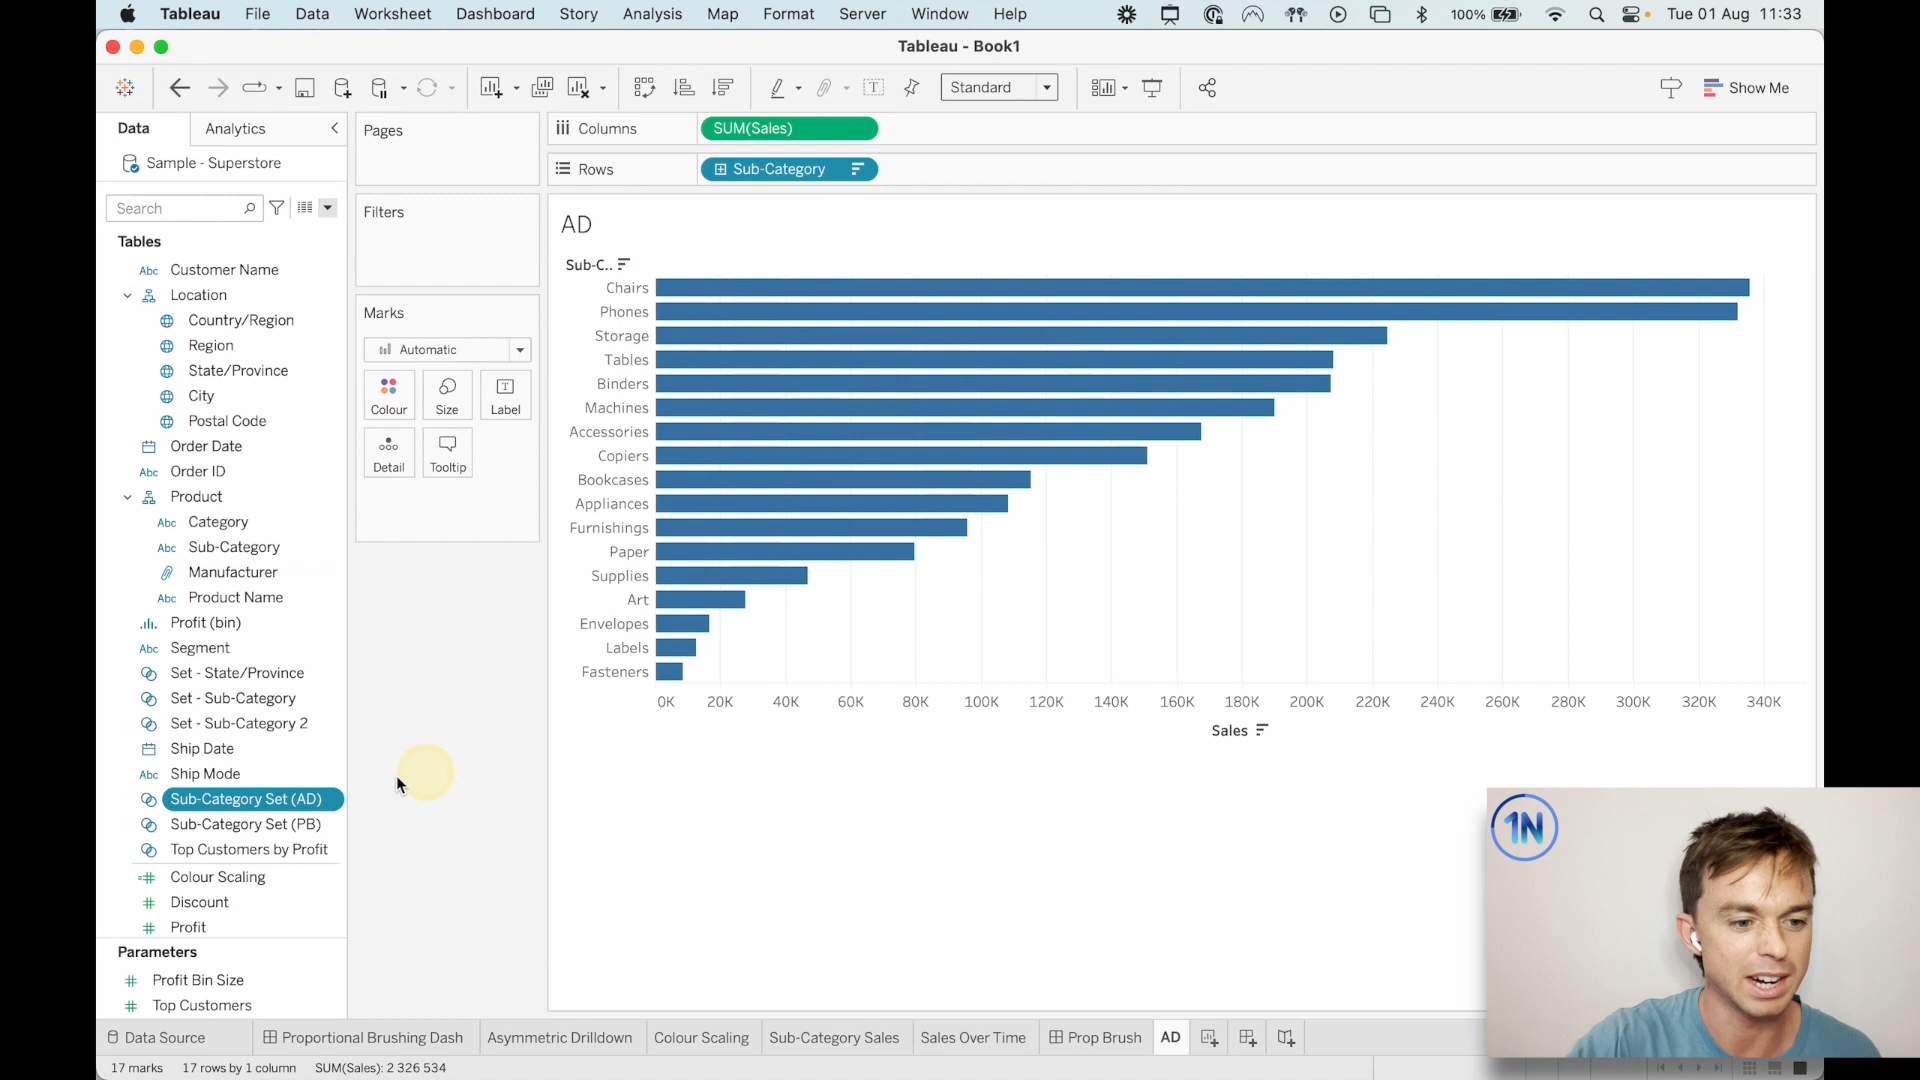 Tableau File Data Worksheet Dashboard Story Analysis Map Format Server Window Help 100% Tue 01 Aug 11:33
Tableau - Book1
Standard
Show Me
Data Analytics
Sample - Superstore
Search
Tables
Customer Name
Location
Country/Region
Region
State/Province
City
Postal Code
Order Date
Order ID
Product
Category
Sub-Category
Manufacturer
Product Name
Profit (bin)
Segment
Set - State/Province
Set - Sub-Category
Set - Sub-Category 2
Ship Date
Ship Mode
Sub-Category Set (AD)
Sub-Category Set (PB)
Top Customers by Profit
Colour Scaling
Discount
Profit
Parameters
Profit Bin Size
Top Customers
Pages
Filters
Marks
Automatic
Colour Size Label
Detail Tooltip
Columns SUM(Sales)
Rows Sub-Category
AD
Sub-C..
Chairs
Phones
Storage
Tables
Binders
Machines
Accessories
Copiers
Bookcases
Appliances
Furnishings
Paper
Supplies
Art
Envelopes
Labels
Fasteners
0K 20K 40K 60K 80K 100K 120K 140K 160K 180K 200K 220K 240K 260K 280K 300K 320K 340K
Sales
1N
Data Source Proportional Brushing Dash Asymmetric Drilldown Colour Scaling Sub-Category Sales Sales Over Time Prop Brush AD
17 marks 17 rows by 1 column SUM(Sales): 2 326 534